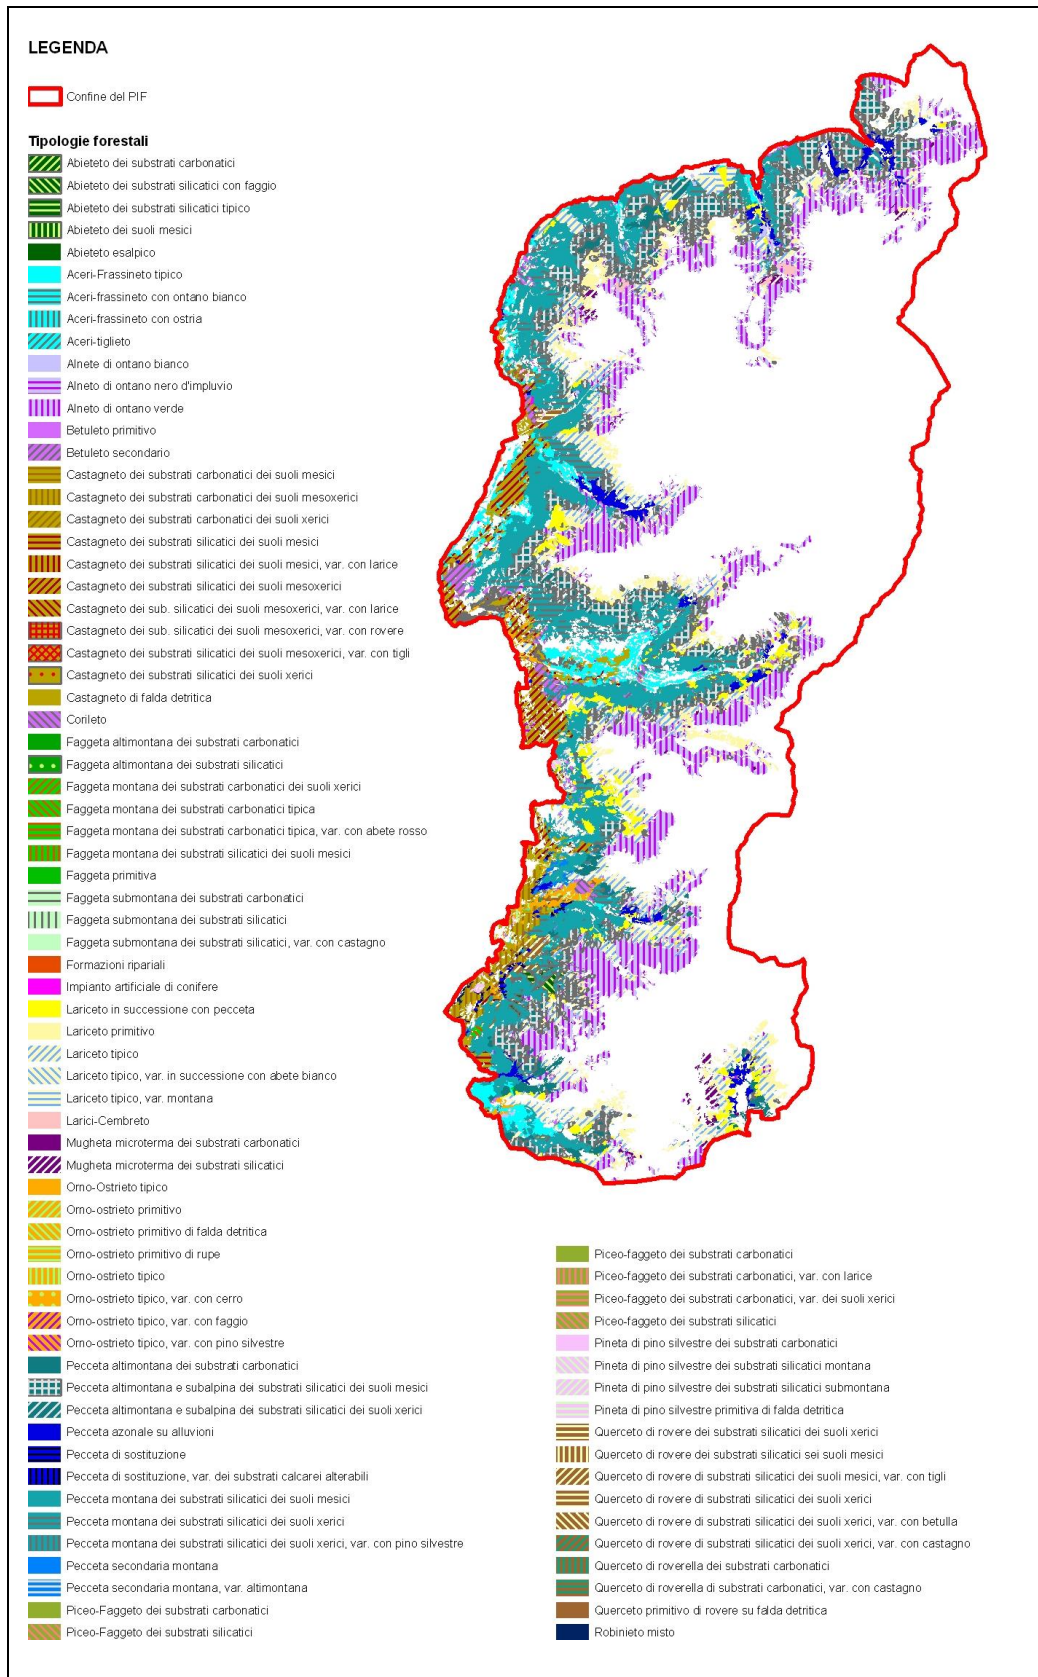 LEGENDA
Confine del PIF
Tipologie forestali
Abieteto dei substrati carbonatici
Abieteto dei substrati silicatici con faggio
Abieteto dei substrati silicatici tipico
Abieteto dei suoli mesici
Abieteto esalpico
Aceri-Frassineto tipico
Aceri-frassineto con ontano bianco
Aceri-frassineto con ostria
Aceri-tiglieto
Alnete di ontano bianco
Alneto di ontano nero d'impluvio
Alneto di ontano verde
Betuleto primitivo
Betuleto secondario
Castagneto dei substrati carbonatici dei suoli mesici
Castagneto dei substrati carbonatici dei suoli mesoxerici
Castagneto dei substrati carbonatici dei suoli xerici
Castagneto dei substrati silicatici dei suoli mesici
Castagneto dei substrati silicatici dei suoli mesici, var. con larice
Castagneto dei substrati silicatici dei suoli mesoxerici
Castagneto dei sub. silicatici dei suoli mesoxerici, var. con larice
Castagneto dei sub. silicatici dei suoli mesoxerici, var. con rovere
Castagneto dei substrati silicatici dei suoli mesoxerici, var. con tigli
Castagneto dei substrati silicatici dei suoli xerici
Castagneto di falda detritica
Corileto
Faggeta altimontana dei substrati carbonatici
Faggeta altimontana dei substrati silicatici
Faggeta montana dei substrati carbonatici dei suoli xerici
Faggeta montana dei substrati carbonatici tipica
Faggeta montana dei substrati carbonatici tipica, var. con abete rosso
Faggeta montana dei substrati silicatici dei suoli mesici
Faggeta primitiva
Faggeta submontana dei substrati carbonatici
Faggeta submontana dei substrati silicatici
Faggeta submontana dei substrati silicatici, var. con castagno
Formazioni ripariali
Impianto artificiale di conifere
Lariceto in successione con pecceta
Lariceto primitivo
Lariceto tipico
Lariceto tipico, var. in successione con abete bianco
Lariceto tipico, var. montana
Larici-Cembreto
Mugheta microterma dei substrati carbonatici
Mugheta microterma dei substrati silicatici
Orno-Ostrieto tipico
Orno-ostrieto primitivo
Orno-ostrieto primitivo di falda detritica
Orno-ostrieto primitivo di rupe
Orno-ostrieto tipico
Orno-ostrieto tipico, var. con cerro
Orno-ostrieto tipico, var. con faggio
Orno-ostrieto tipico, var. con pino silvestre
Pecceta altimontana dei substrati carbonatici
Pecceta altimontana e subalpina dei substrati silicatici dei suoli mesici
Pecceta altimontana e subalpina dei substrati silicatici dei suoli xerici
Pecceta azonale su alluvioni
Pecceta di sostituzione
Pecceta di sostituzione, var. dei substrati calcarei alterabili
Pecceta montana dei substrati silicatici dei suoli mesici
Pecceta montana dei substrati silicatici dei suoli xerici
Pecceta montana dei substrati silicatici dei suoli xerici, var. con pino silvestre
Pecceta secondaria montana
Pecceta secondaria montana, var. altimontana
Piceo-Faggeto dei substrati carbonatici
Piceo-Faggeto dei substrati silicatici
Piceo-faggeto dei substrati carbonatici
Piceo-faggeto dei substrati carbonatici, var. con larice
Piceo-faggeto dei substrati carbonatici, var. dei suoli xerici
Piceo-faggeto dei substrati silicatici
Pineta di pino silvestre dei substrati carbonatici
Pineta di pino silvestre dei substrati silicatici montana
Pineta di pino silvestre dei substrati silicatici submontana
Pineta di pino silvestre primitiva di falda detritica
Querceto di rovere dei substrati silicatici dei suoli xerici
Querceto di rovere dei substrati silicatici sei suoli mesici
Querceto di rovere di substrati silicatici dei suoli mesici, var. con tigli
Querceto di rovere di substrati silicatici dei suoli xerici
Querceto di rovere di substrati silicatici dei suoli xerici, var. con betulla
Querceto di rovere di substrati silicatici dei suoli xerici, var. con castagno
Querceto di roverella dei substrati carbonatici
Querceto di roverella di substrati carbonatici, var. con castagno
Querceto primitivo di rovere su falda detritica
Robinieto misto